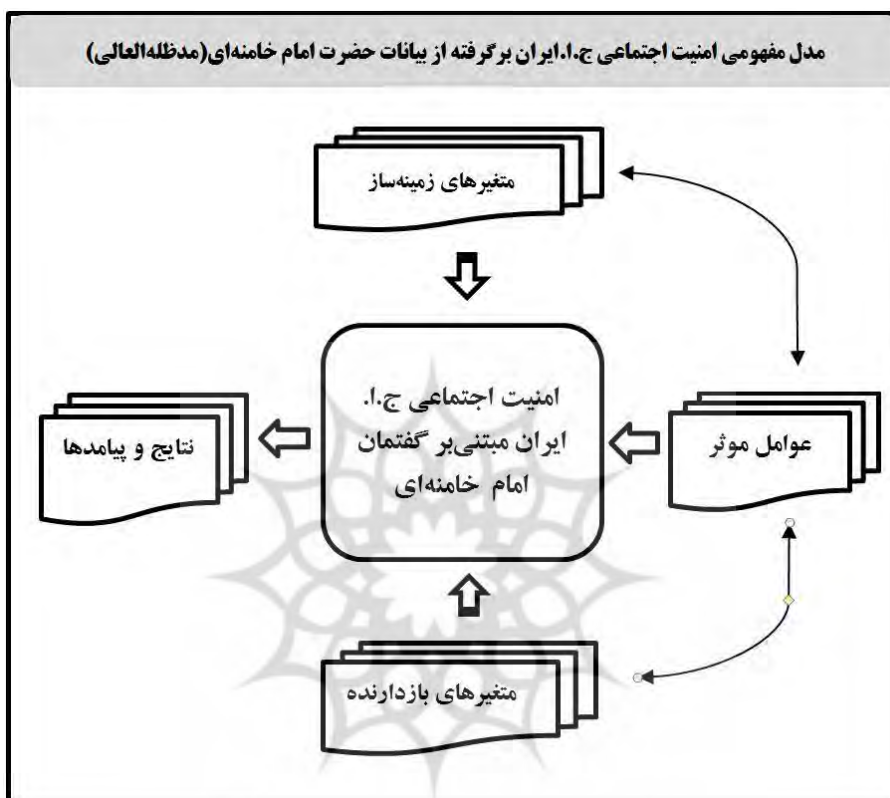 مدل مفهومی امنیت اجتماعی ج.ا.ایران برگرفته از بیانات حضرت امام خامنه‌ای(مدظله‌العالی)
متغیرهای زمینه‌ساز
عوامل موثر
امنیت اجتماعی ج.ا.
ایران مبتنی‌بر گفتمان
امام خامنه‌ای
نتایج و پیامدها
متغیرهای بازدارنده